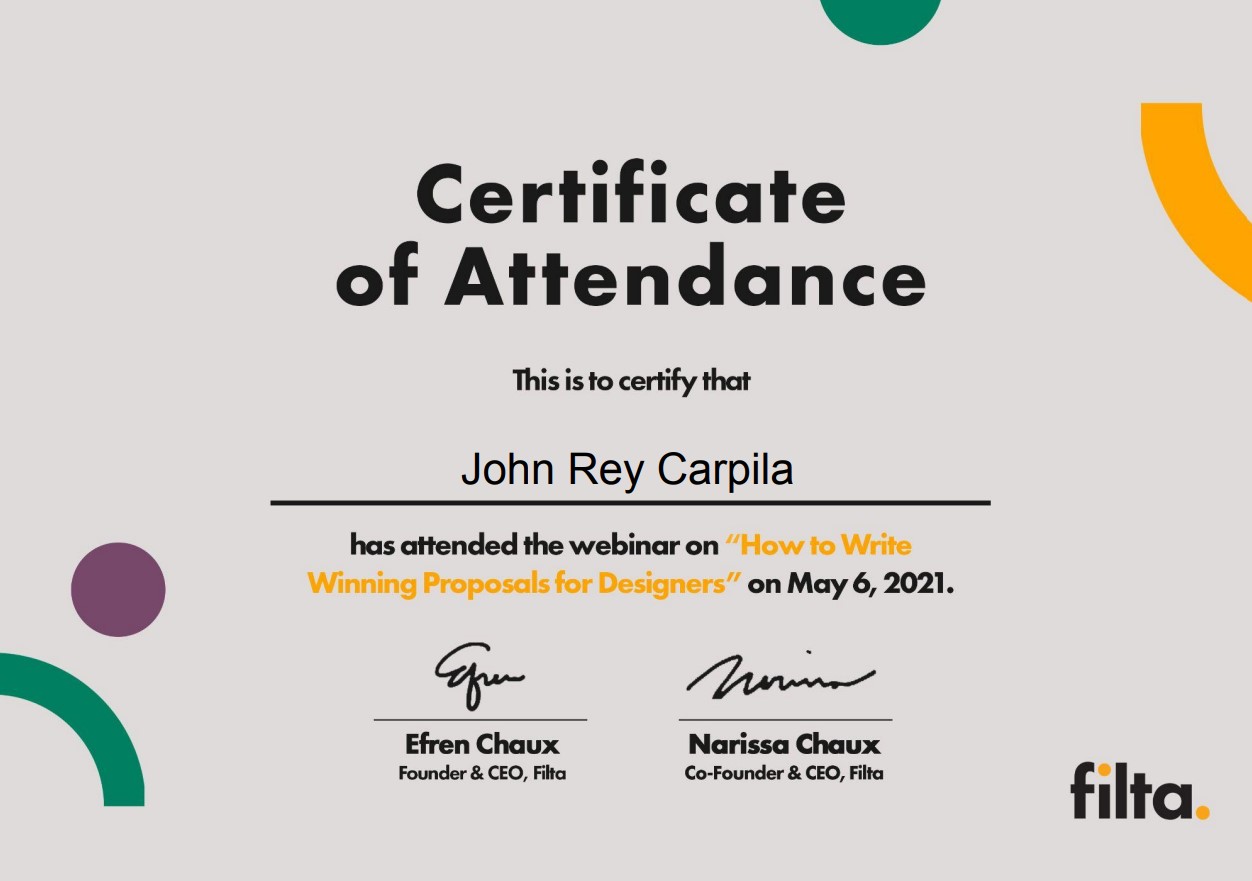 Certificate
of Attendance
This is to certify that
John Rey Carpila
has attended the webinar on “How to Write
Winning Proposals for Designers” on May 6, 2021.
Efren
Narissa
Efren Chaux
Narissa Chaux
Founder & CEO, Filta
Co-Founder & CEO, Filta
filta.